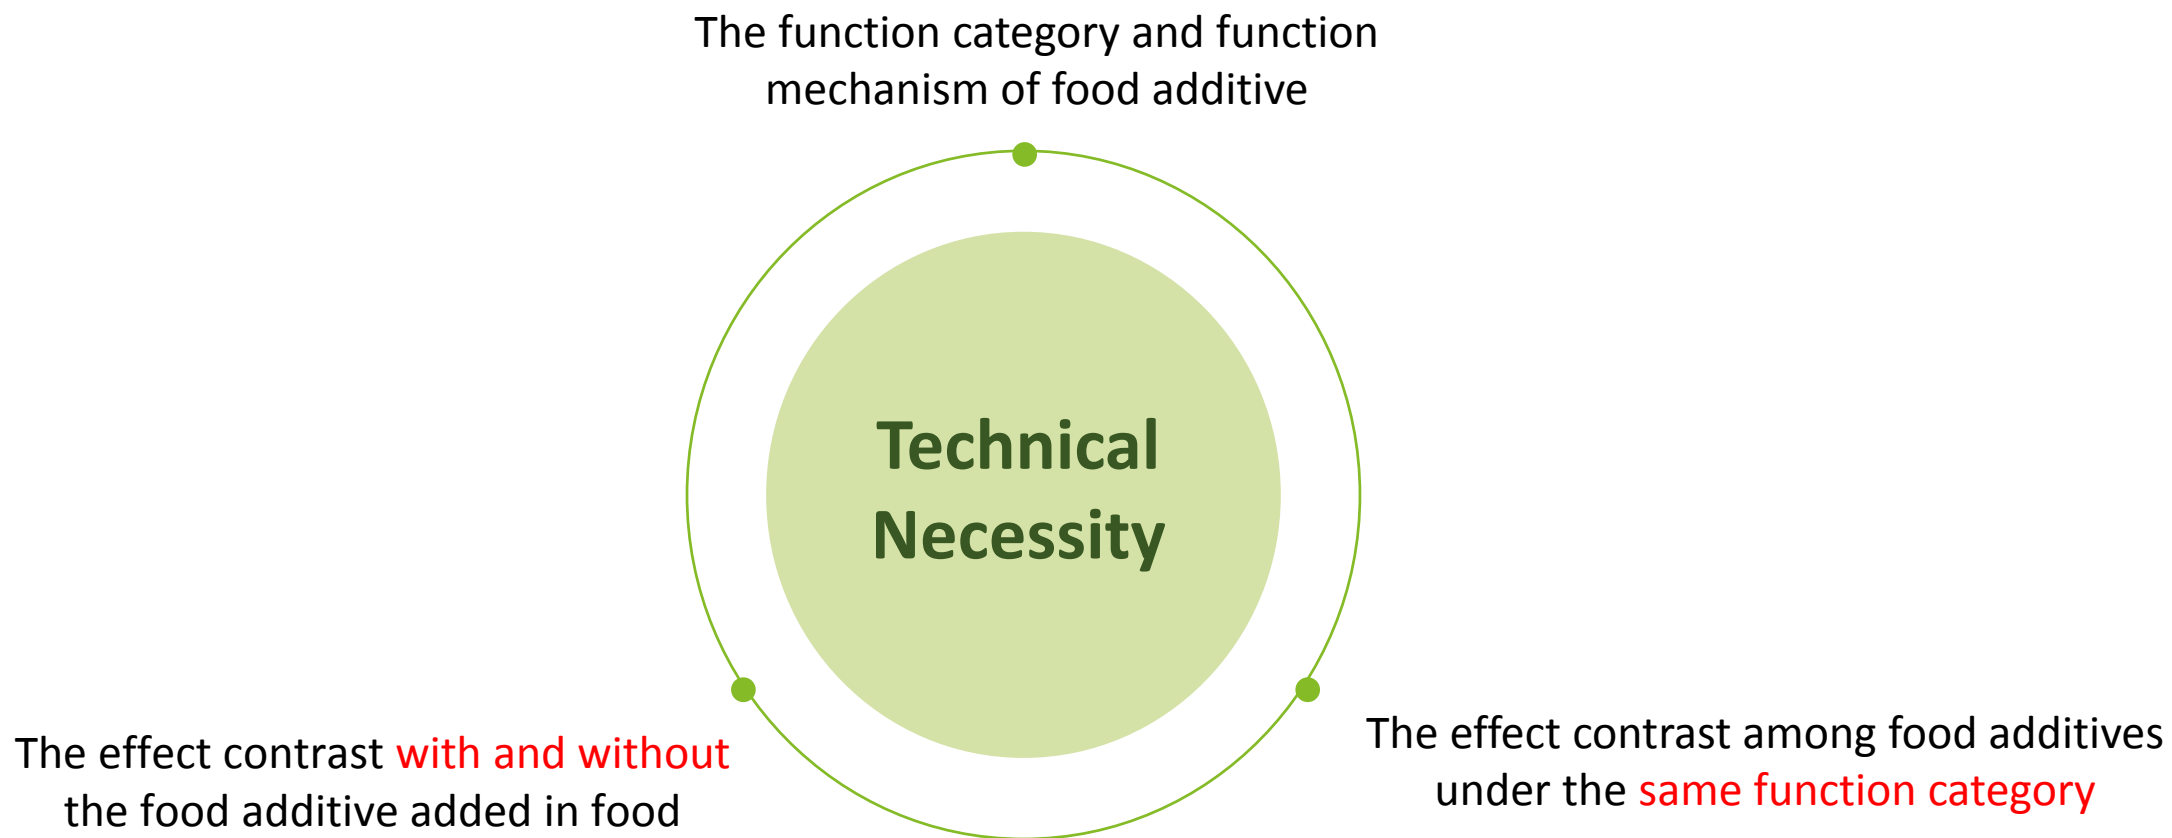 The function category and function
mechanism of food additive
Technical
Necessity
The effect contrast with and without
the food additive added in food
The effect contrast among food additives
under the same function category